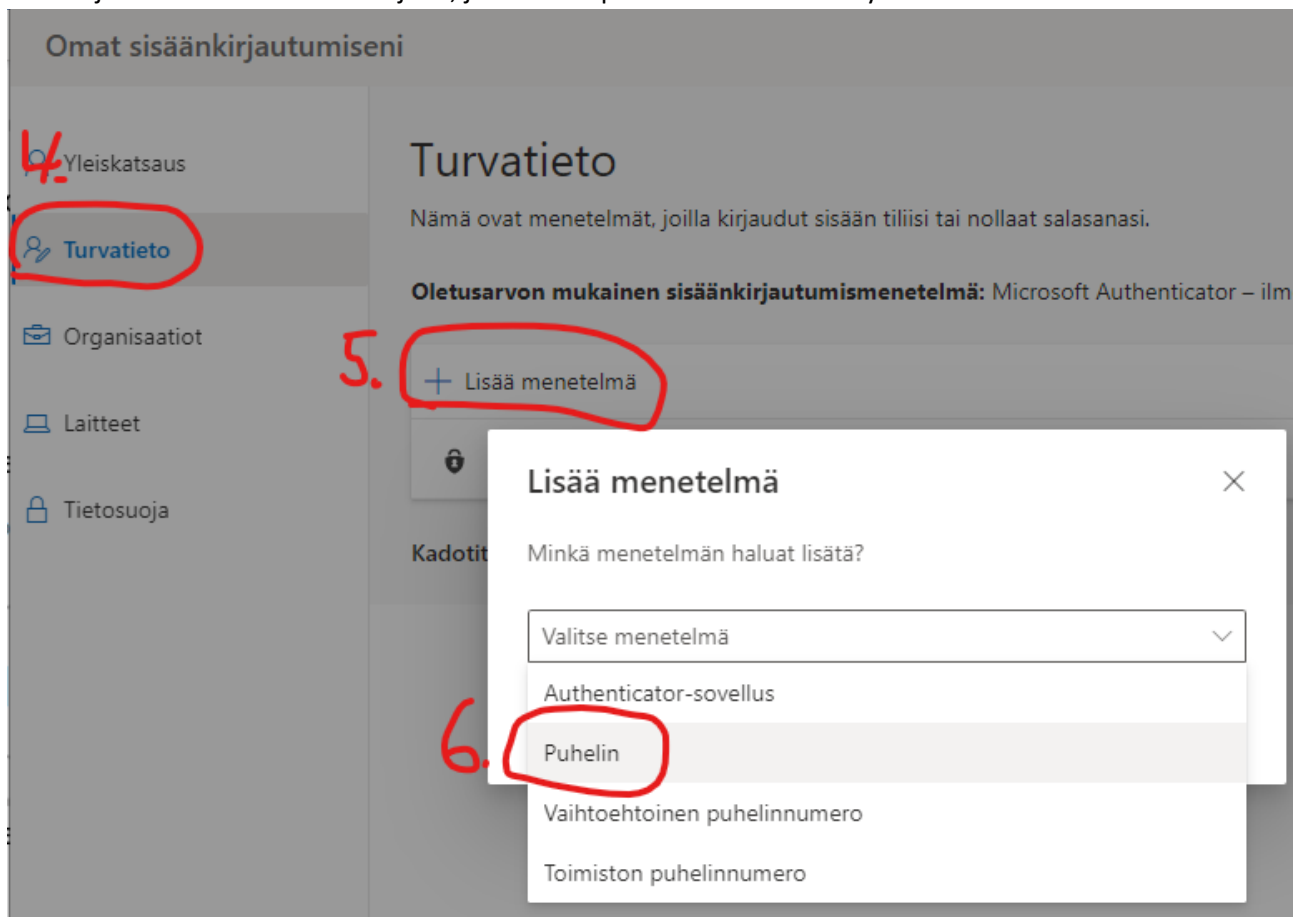 Omat sisäänkirjautumiseni
4.
Yleiskatsaus
Turvatieto
Organisaatiot
Laitteet
Tietosuoja
Turvatieto
Nämä ovat menetelmät, joilla kirjaudut sisään tiliisi tai nollaat salasanasi.
Oletusarvon mukainen sisäänkirjautumismenetelmä: Microsoft Authenticator – ilm
5.
+ Lisää menetelmä
Kadotit
Lisää menetelmä
Minkä menetelmän haluat lisätä?
Valitse menetelmä
Authenticator-sovellus
6.
Puhelin
Vaihtoehtoinen puhelinnumero
Toimiston puhelinnumero